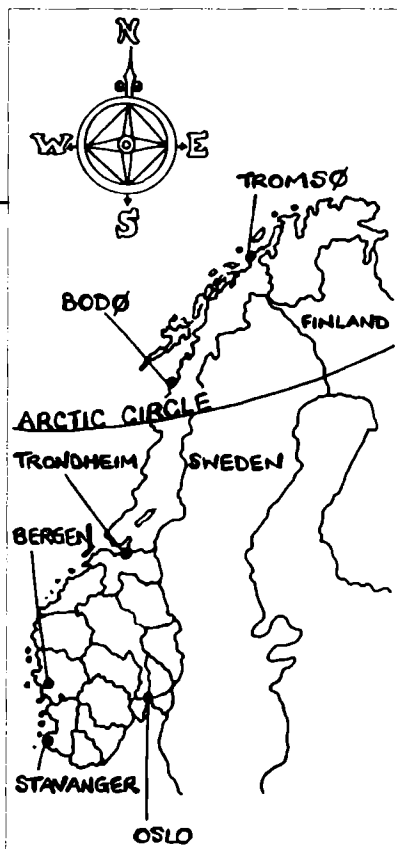 N
W E
S
TROMSØ
BODØ
FINLAND
ARCTIC CIRCLE
TRONDHEIM SWEDEN
BERGEN
STAVANGER
OSLO